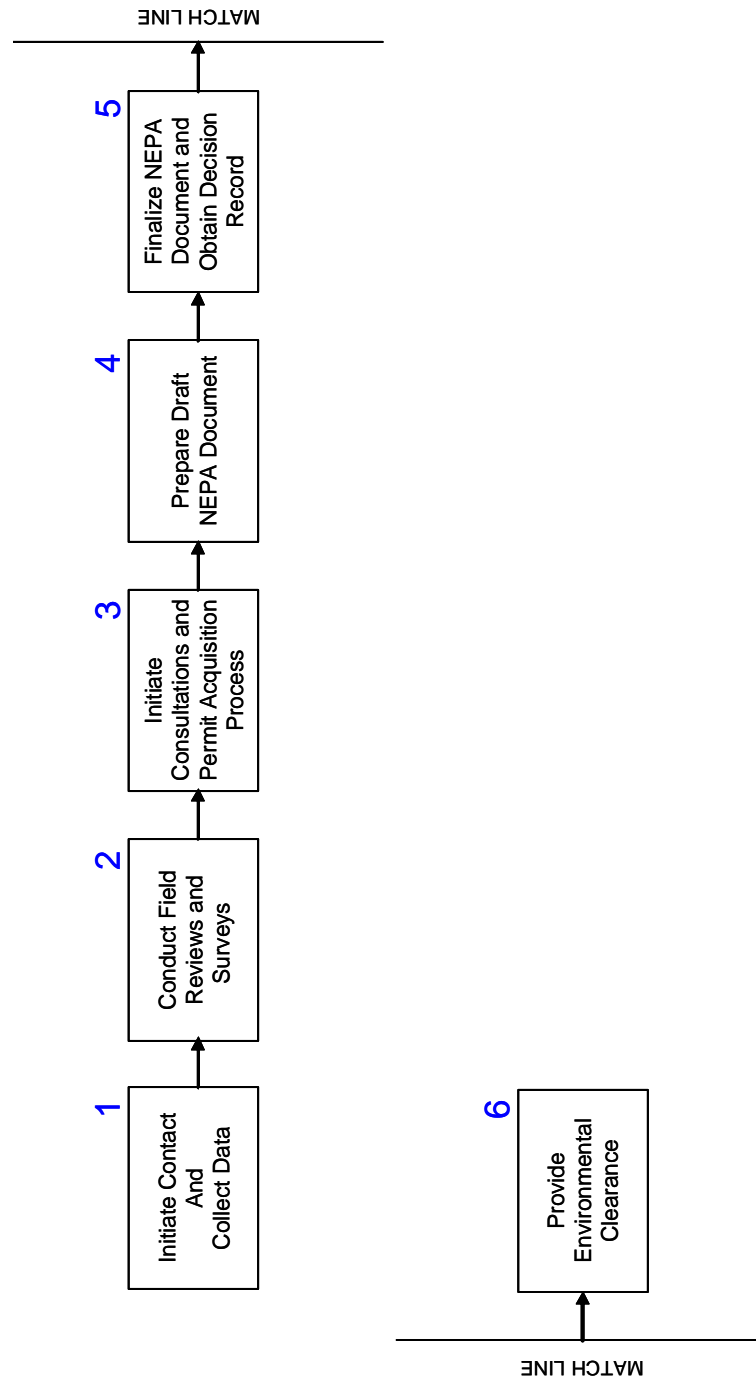 1
Initiate Contact
And
Collect Data
2
Conduct Field
Reviews and
Surveys
3
Initiate
Consultations and
Permit Acquisition
Process
4
Prepare Draft
NEPA Document
5
Finalize NEPA
Document and
Obtain Decision
Record
MATCH LINE
MATCH LINE
6
Provide
Environmental
Clearance